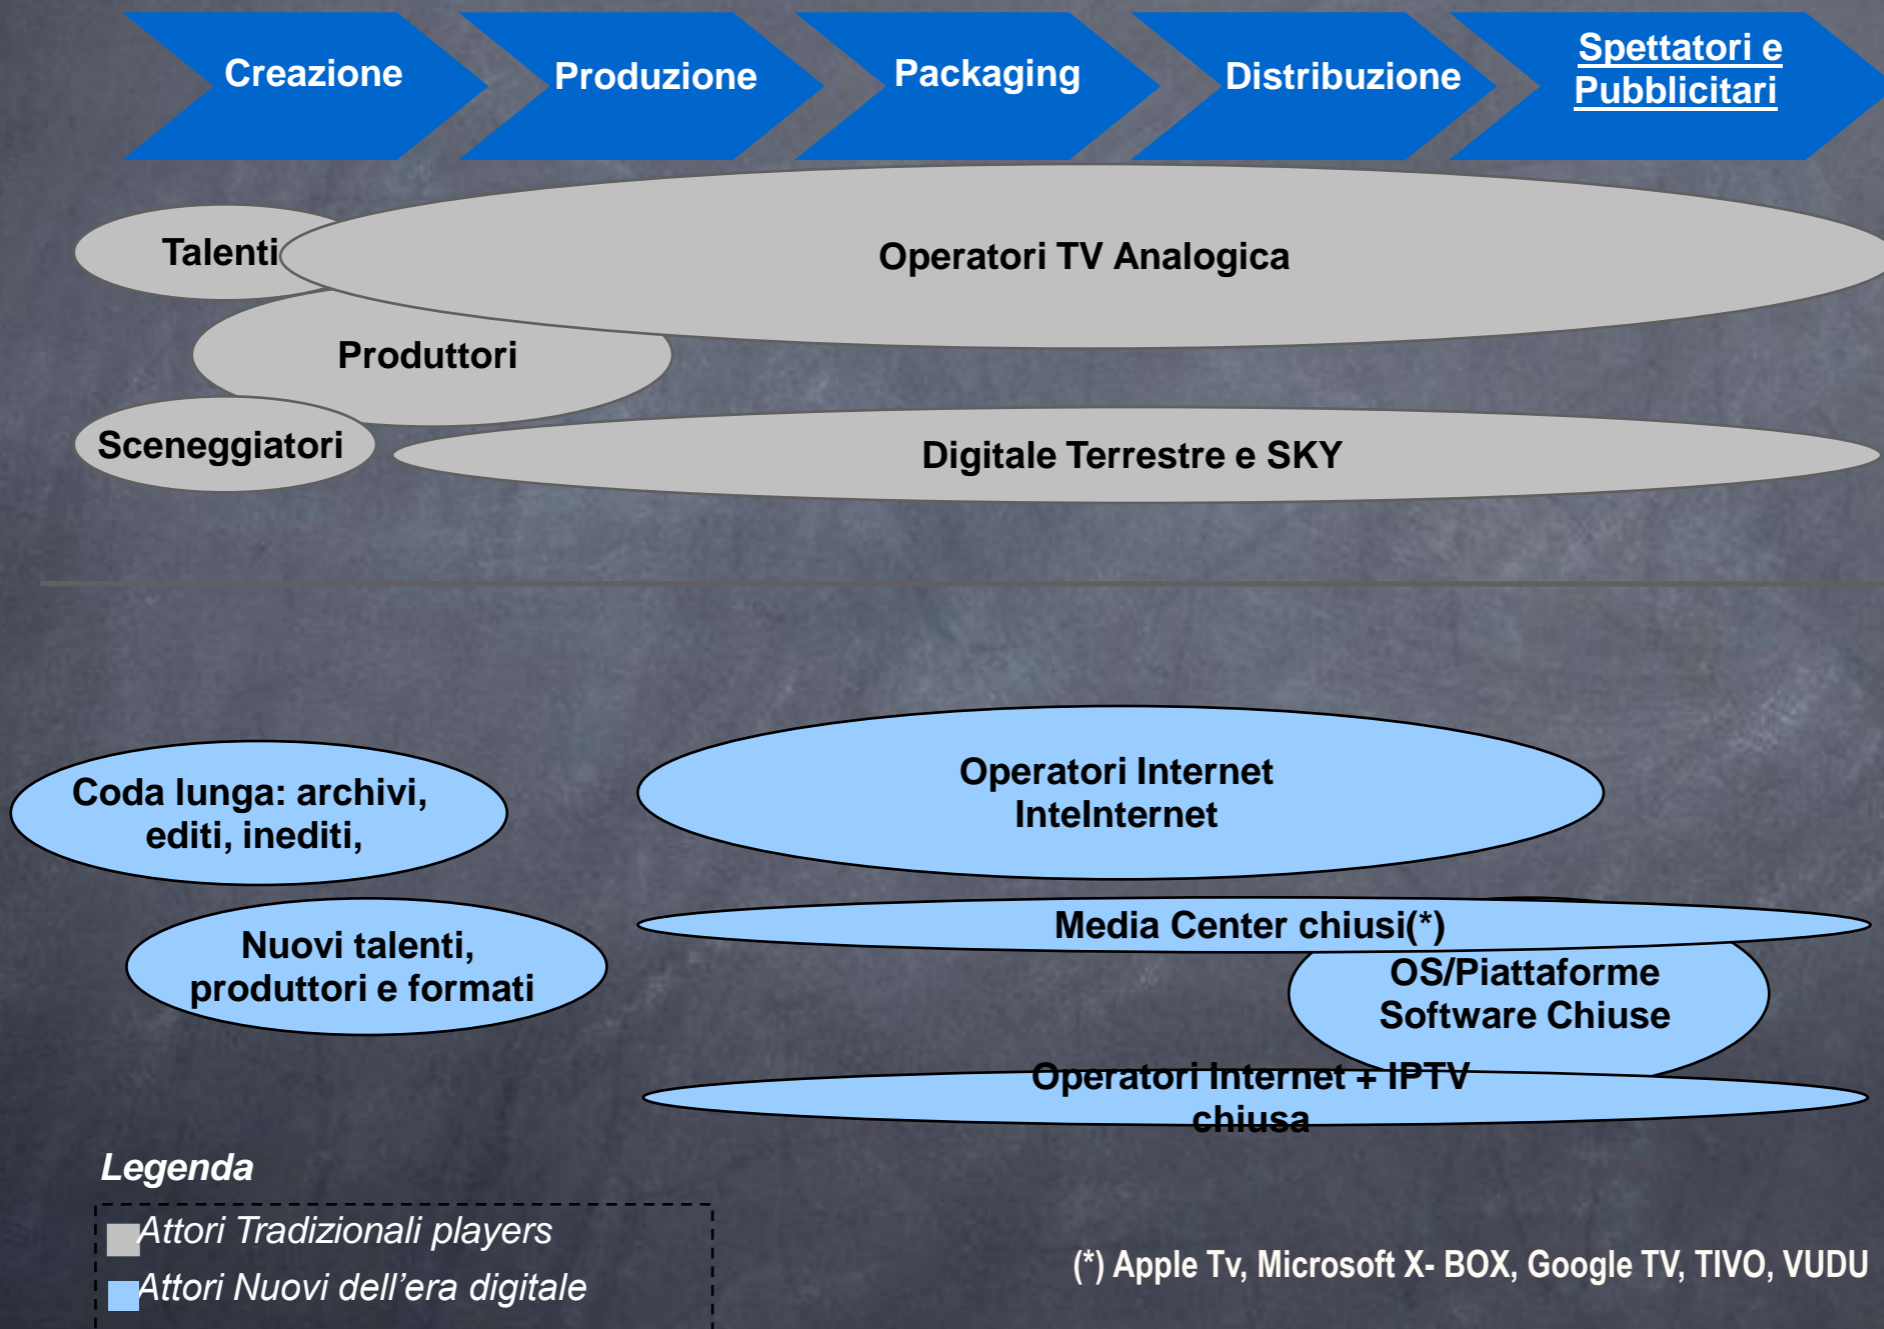 Creazione
Produzione
Packaging
Distribuzione
Spettatori e
Pubblicitari
Talenti
Operatori TV Analogica
Produttori
Sceneggiatori
Digitale Terrestre e SKY
Coda lunga: archivi,
editi, inediti,
Operatori Internet
InteInternet
Nuovi talenti,
produttori e formati
Media Center chiusi(*)
OS/Piattaforme
Software Chiuse
Operatori Internet + IPTV
chiusa
Legenda
Attori Tradizionali players
Attori Nuovi dell’era digitale
(*) Apple Tv, Microsoft X- BOX, Google TV, TIVO, VUDU